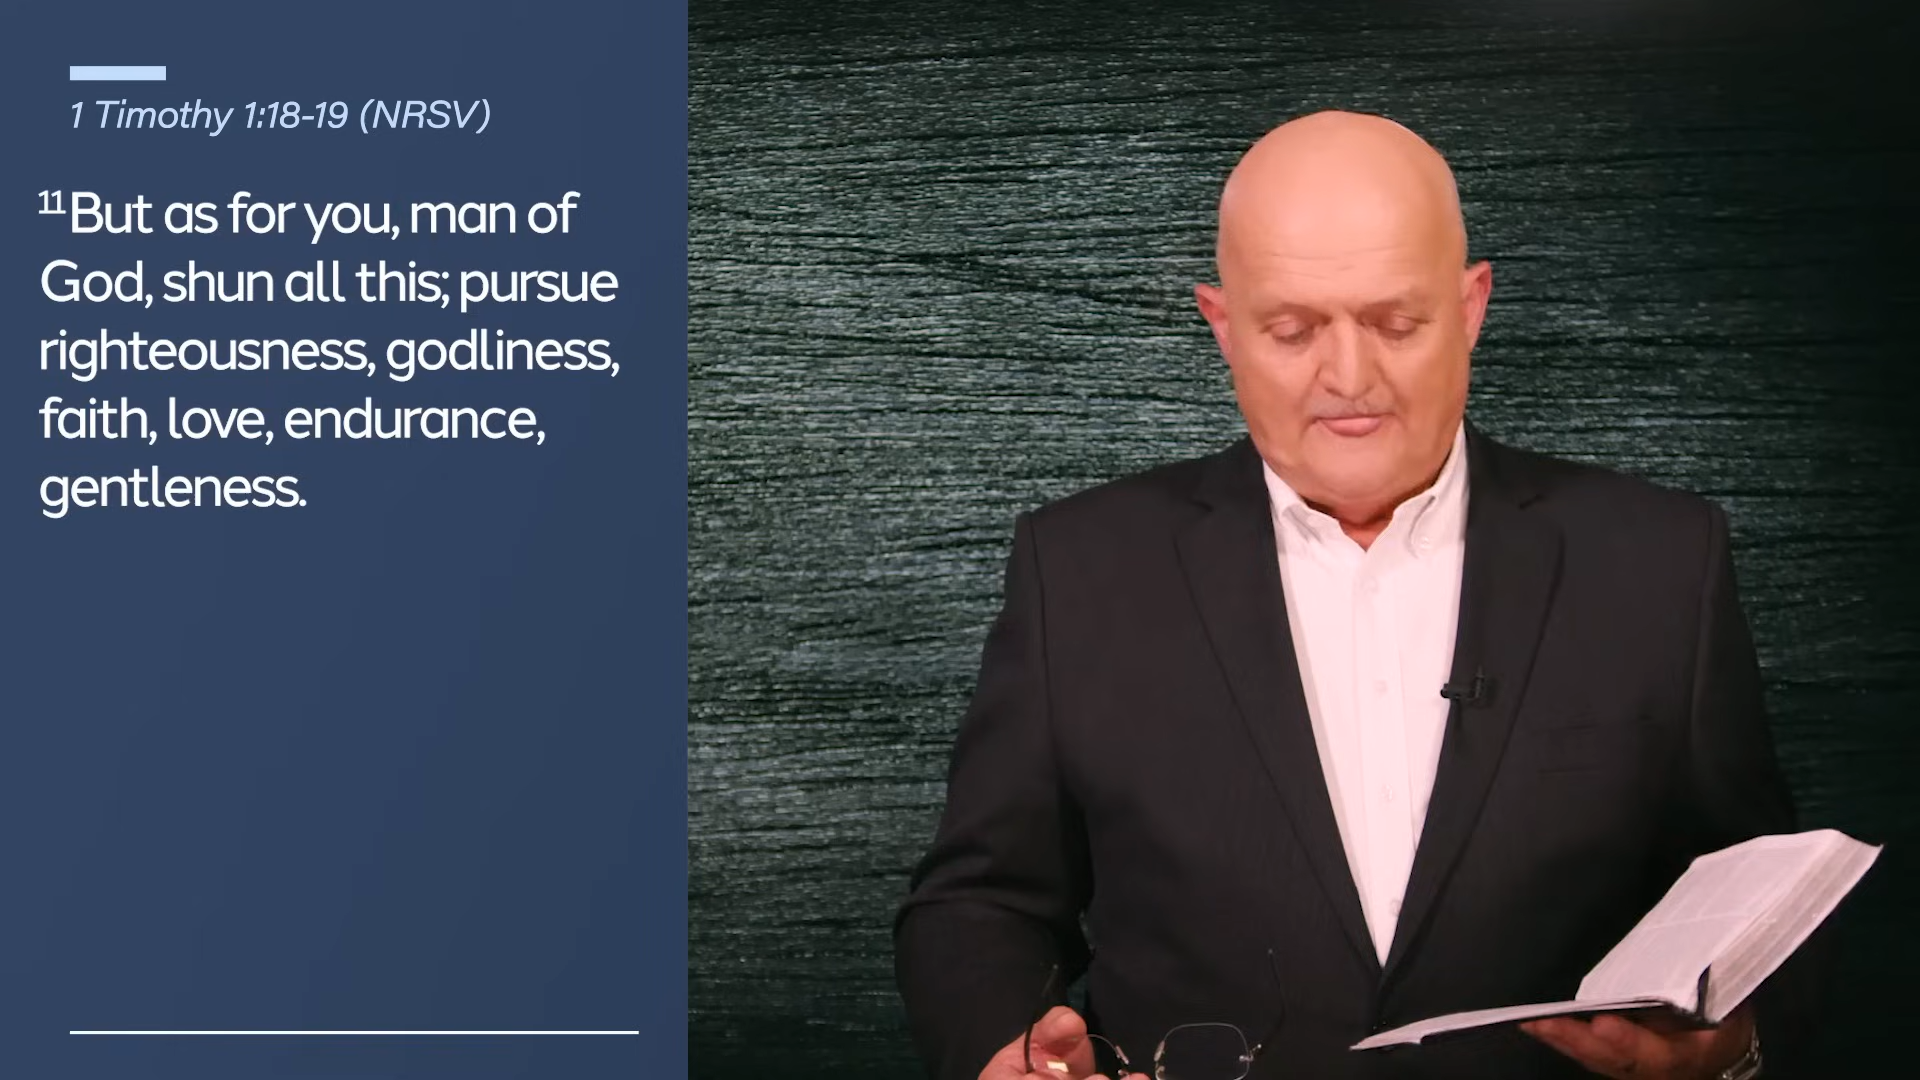 1 Timothy 1:18-19 (NRSV)
¹¹But as for you, man of
God, shun all this; pursue
righteousness, godliness,
faith, love, endurance,
gentleness.